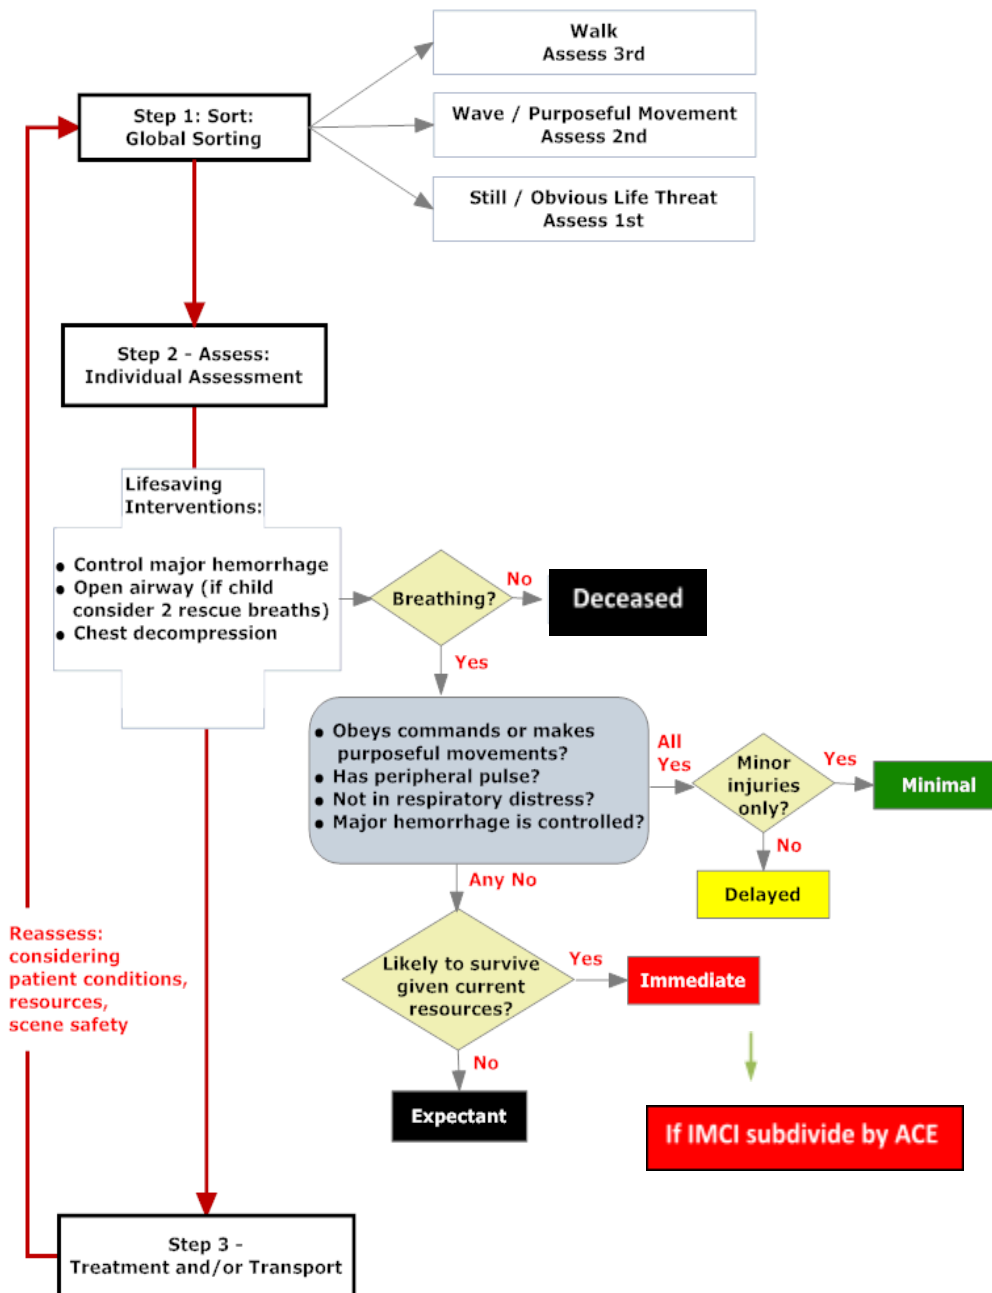 Walk
Assess 3rd
Step 1: Sort:
Global Sorting
Wave / Purposeful Movement
Assess 2nd
Still / Obvious Life Threat
Assess 1st
Step 2 - Assess:
Individual Assessment
Lifesaving
Interventions:
• Control major hemorrhage
• Open airway (if child
consider 2 rescue breaths)
• Chest decompression
Breathing?
No
Deceased
Yes
• Obeys commands or makes
purposeful movements?
• Has peripheral pulse?
• Not in respiratory distress?
• Major hemorrhage is controlled?
All
Yes
Minor
injuries
only?
Yes
Minimal
No
Delayed
Any No
Likely to survive
given current
resources?
Yes
Immediate
No
Expectant
If IMCI subdivide by ACE
Reassess:
considering
patient conditions,
resources,
scene safety
Step 3 -
Treatment and/or Transport